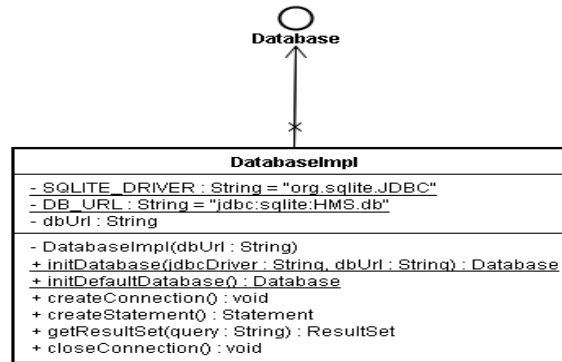 Database
DatabaseImpl
- SQLITE_DRIVER : String = "org.sqlite.JDBC"
- DB_URL : String = "jdbc:sqlite:HMS.db"
- dbUrl : String
- DatabaseImpl(dbUrl : String)
+ initDatabase(jdbcDriver : String, dbUrl : String) : Database
+ initDefaultDatabase() : Database
+ createConnection() : void
+ createStatement() : Statement
+ getResultSet(query : String) : ResultSet
+ closeConnection() : void